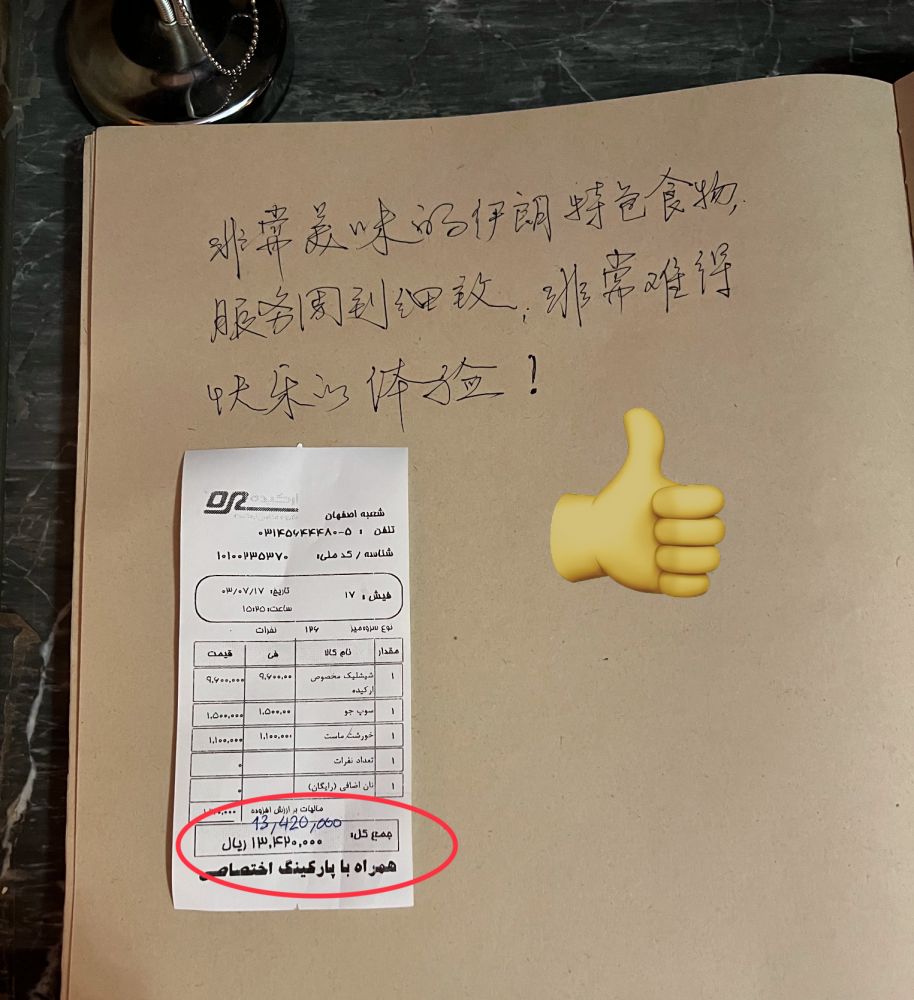 非常美味的伊朗特色食物,
服务周到细致, 非常难得
快乐的体验!
ارکیده
شعبه اصفهان
تلفن : ۵-۰۳۱۴۵۶۴۴۴۸۰
شناسه / کد ملی: ۱۰۱۰۰۲۳۵۳۷۰
فیش: ۱۷ تاریخ: ۰۳/۰۷/۱۷
ساعت: ۱۵:۲۵
نوع سرو: میز ۱۲۶ نفرات ۰
مقدار نام کالا فی قیمت
۱ شیشلیک مخصوص ۹,۶۰۰,۰۰ ۹,۶۰۰,۰۰۰
ارکیده
۱ سوپ جو ۱,۵۰۰,۰۰ ۱,۵۰۰,۰۰۰
۱ خورشت ماست ۱,۱۰۰,۰۰۰ ۱,۱۰۰,۰۰۰
۱ تعداد نفرات ۰
۱ نان اضافی (رایگان) ۰
مالیات بر ارزش افزوده
13,420,000
جمع کل: ۱۳,۴۲۰,۰۰۰ ریال
همراه با پارکینگ اختصاصی